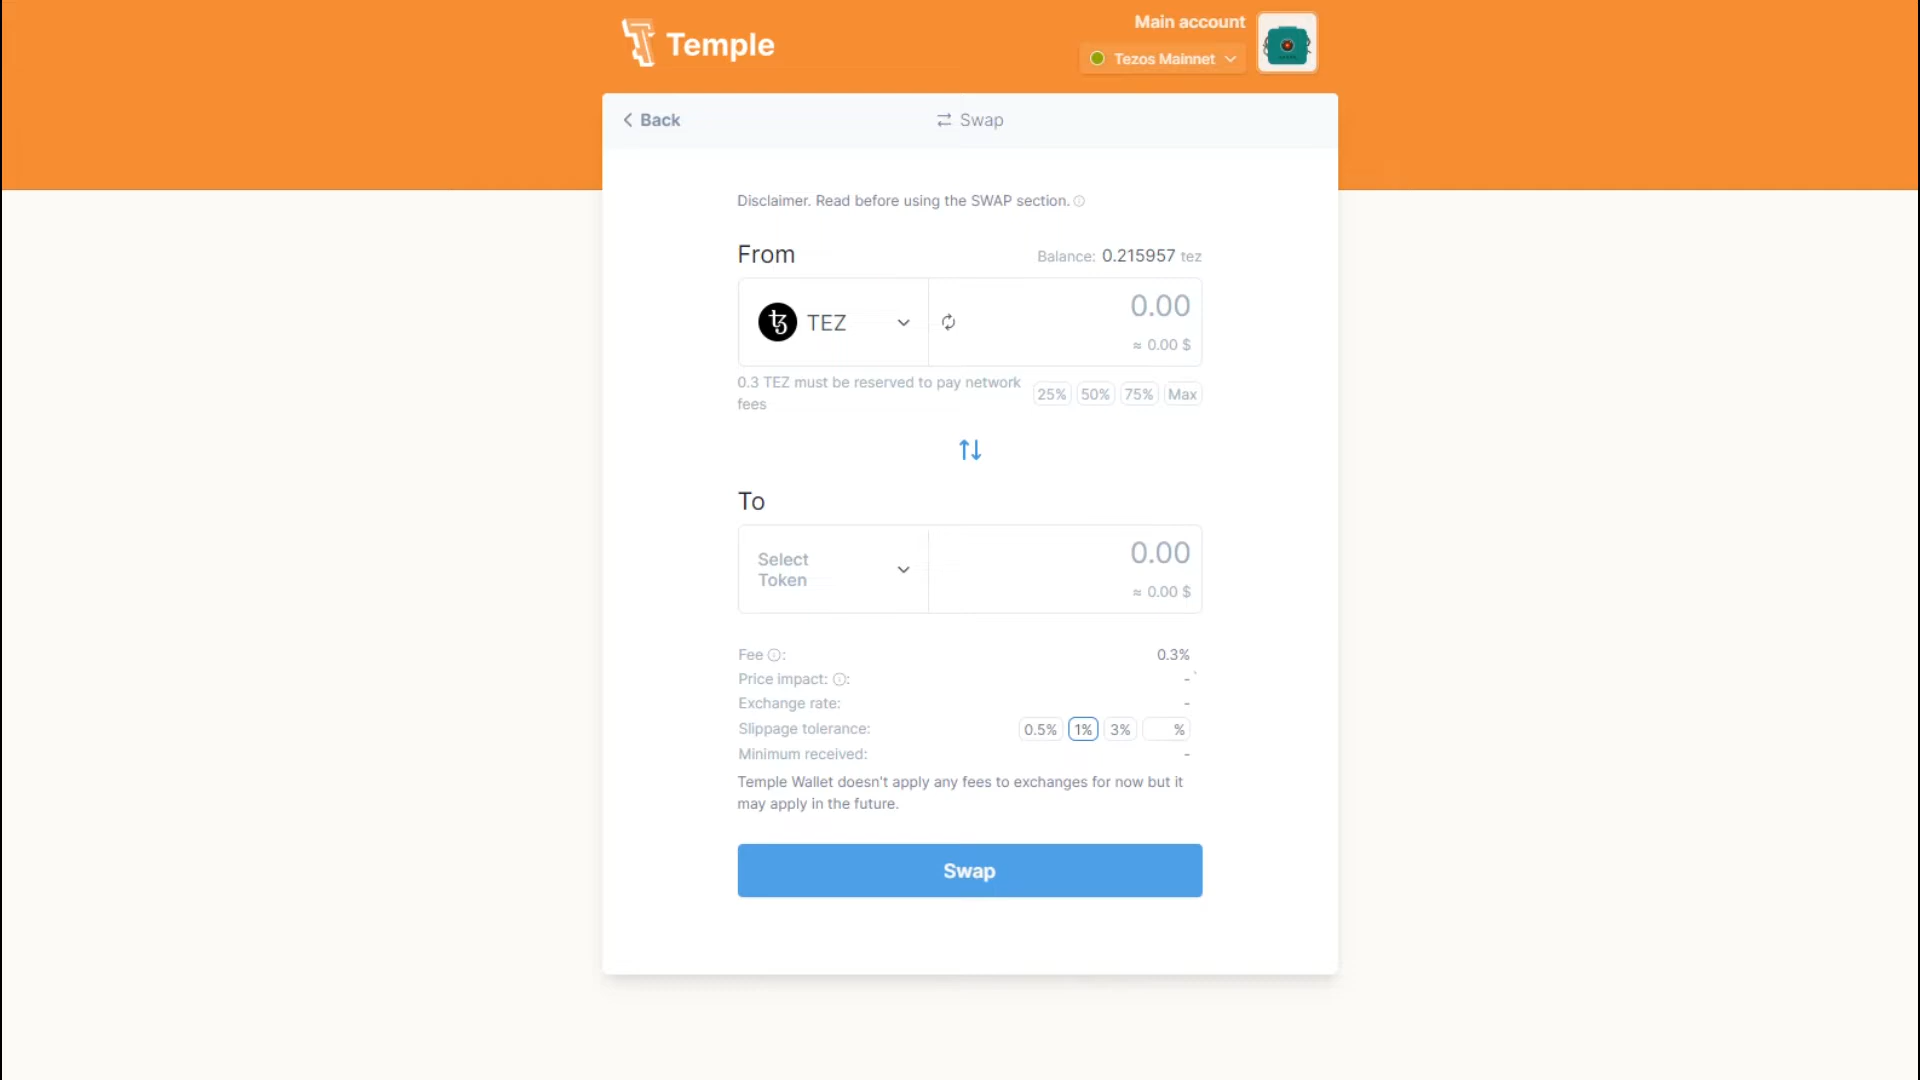 Temple
Main account
Tezos Mainnet
Back
Swap
Disclaimer. Read before using the SWAP section.
From
Balance: 0.215957 tez
TEZ
0.00
≈ 0.00 $
0.3 TEZ must be reserved to pay network
fees
25% 50% 75% Max
To
Select
Token
0.00
≈ 0.00 $
Fee : 0.3%
Price impact: : -
Exchange rate: -
Slippage tolerance: 0.5% 1% 3% %
Minimum received: -
Temple Wallet doesn't apply any fees to exchanges for now but it
may apply in the future.
Swap